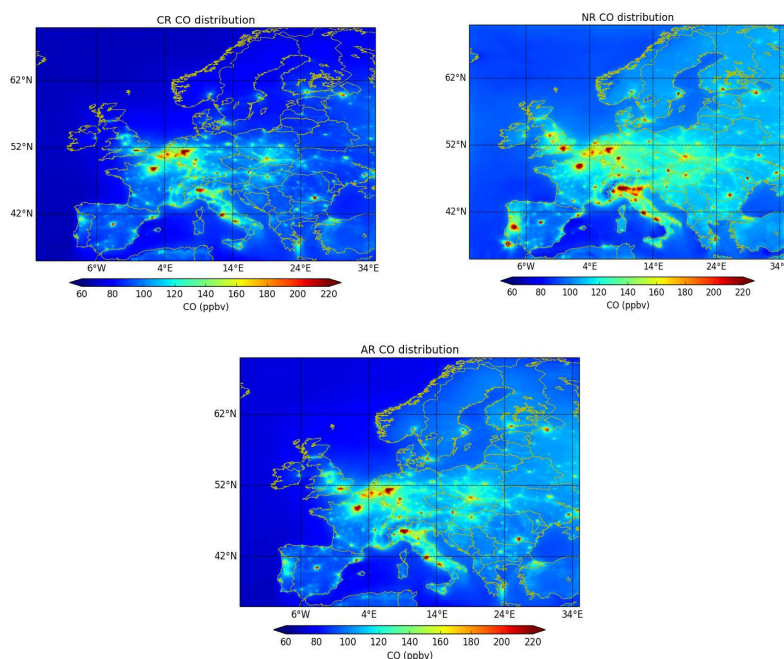 CR CO distribution
62°N
52°N
42°N
6°W 4°E 14°E 24°E 34°E
60 80 100 120 140 160 180 200 220
CO (ppbv)
NR CO distribution
62°N
52°N
42°N
6°W 4°E 14°E 24°E 34°E
60 80 100 120 140 160 180 200 220
CO (ppbv)
AR CO distribution
62°N
52°N
42°N
6°W 4°E 14°E 24°E 34°E
60 80 100 120 140 160 180 200 220
CO (ppbv)